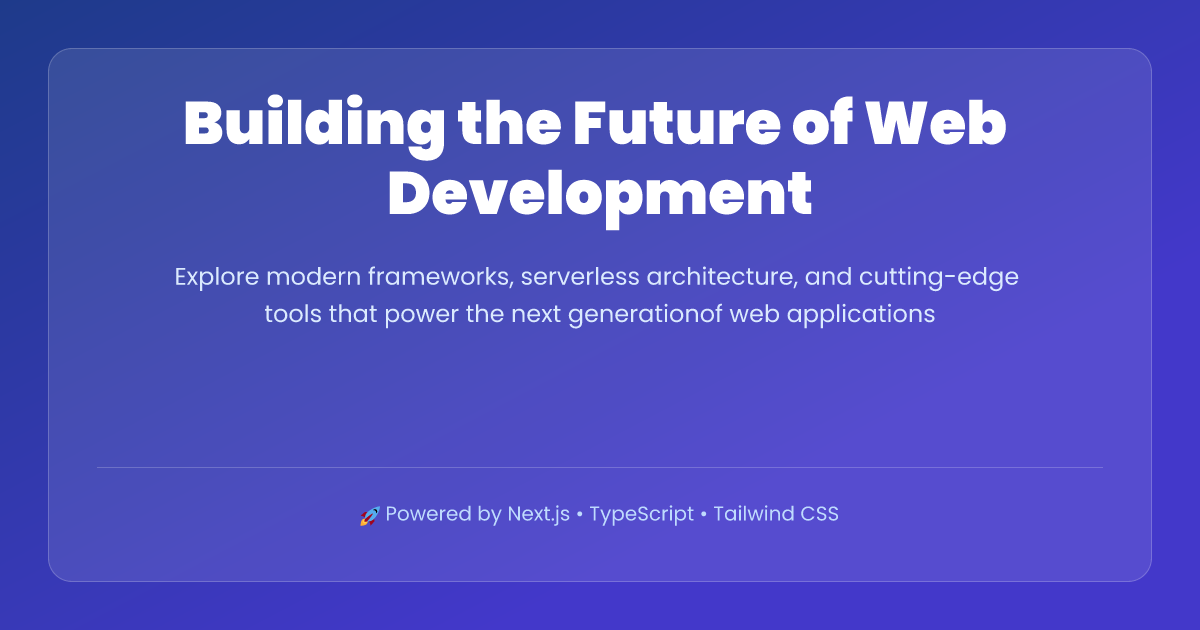 Building the Future of Web
Development
Explore modern frameworks, serverless architecture, and cutting-edge
tools that power the next generationof web applications
🚀 Powered by Next.js • TypeScript • Tailwind CSS